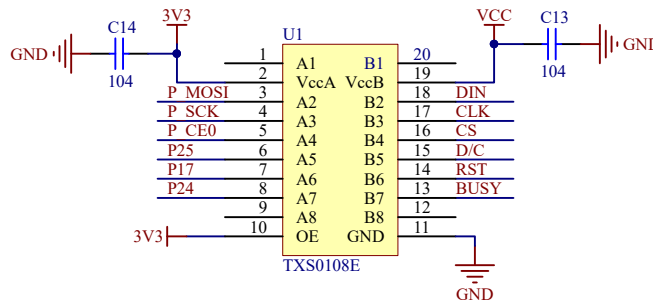 3V3
C14
GND
104
U1
VCC
C13
GND
104
1 A1 B1 20
2 VccA VccB 19
P_MOSI 3 A2 B2 18 DIN
P_SCK 4 A3 B3 17 CLK
P_CE0 5 A4 B4 16 CS
P25 6 A5 B5 15 D/C
P17 7 A6 B6 14 RST
P24 8 A7 B7 13 BUSY
9 A8 B8 12
3V3 10 OE GND 11
TXS0108E
GND